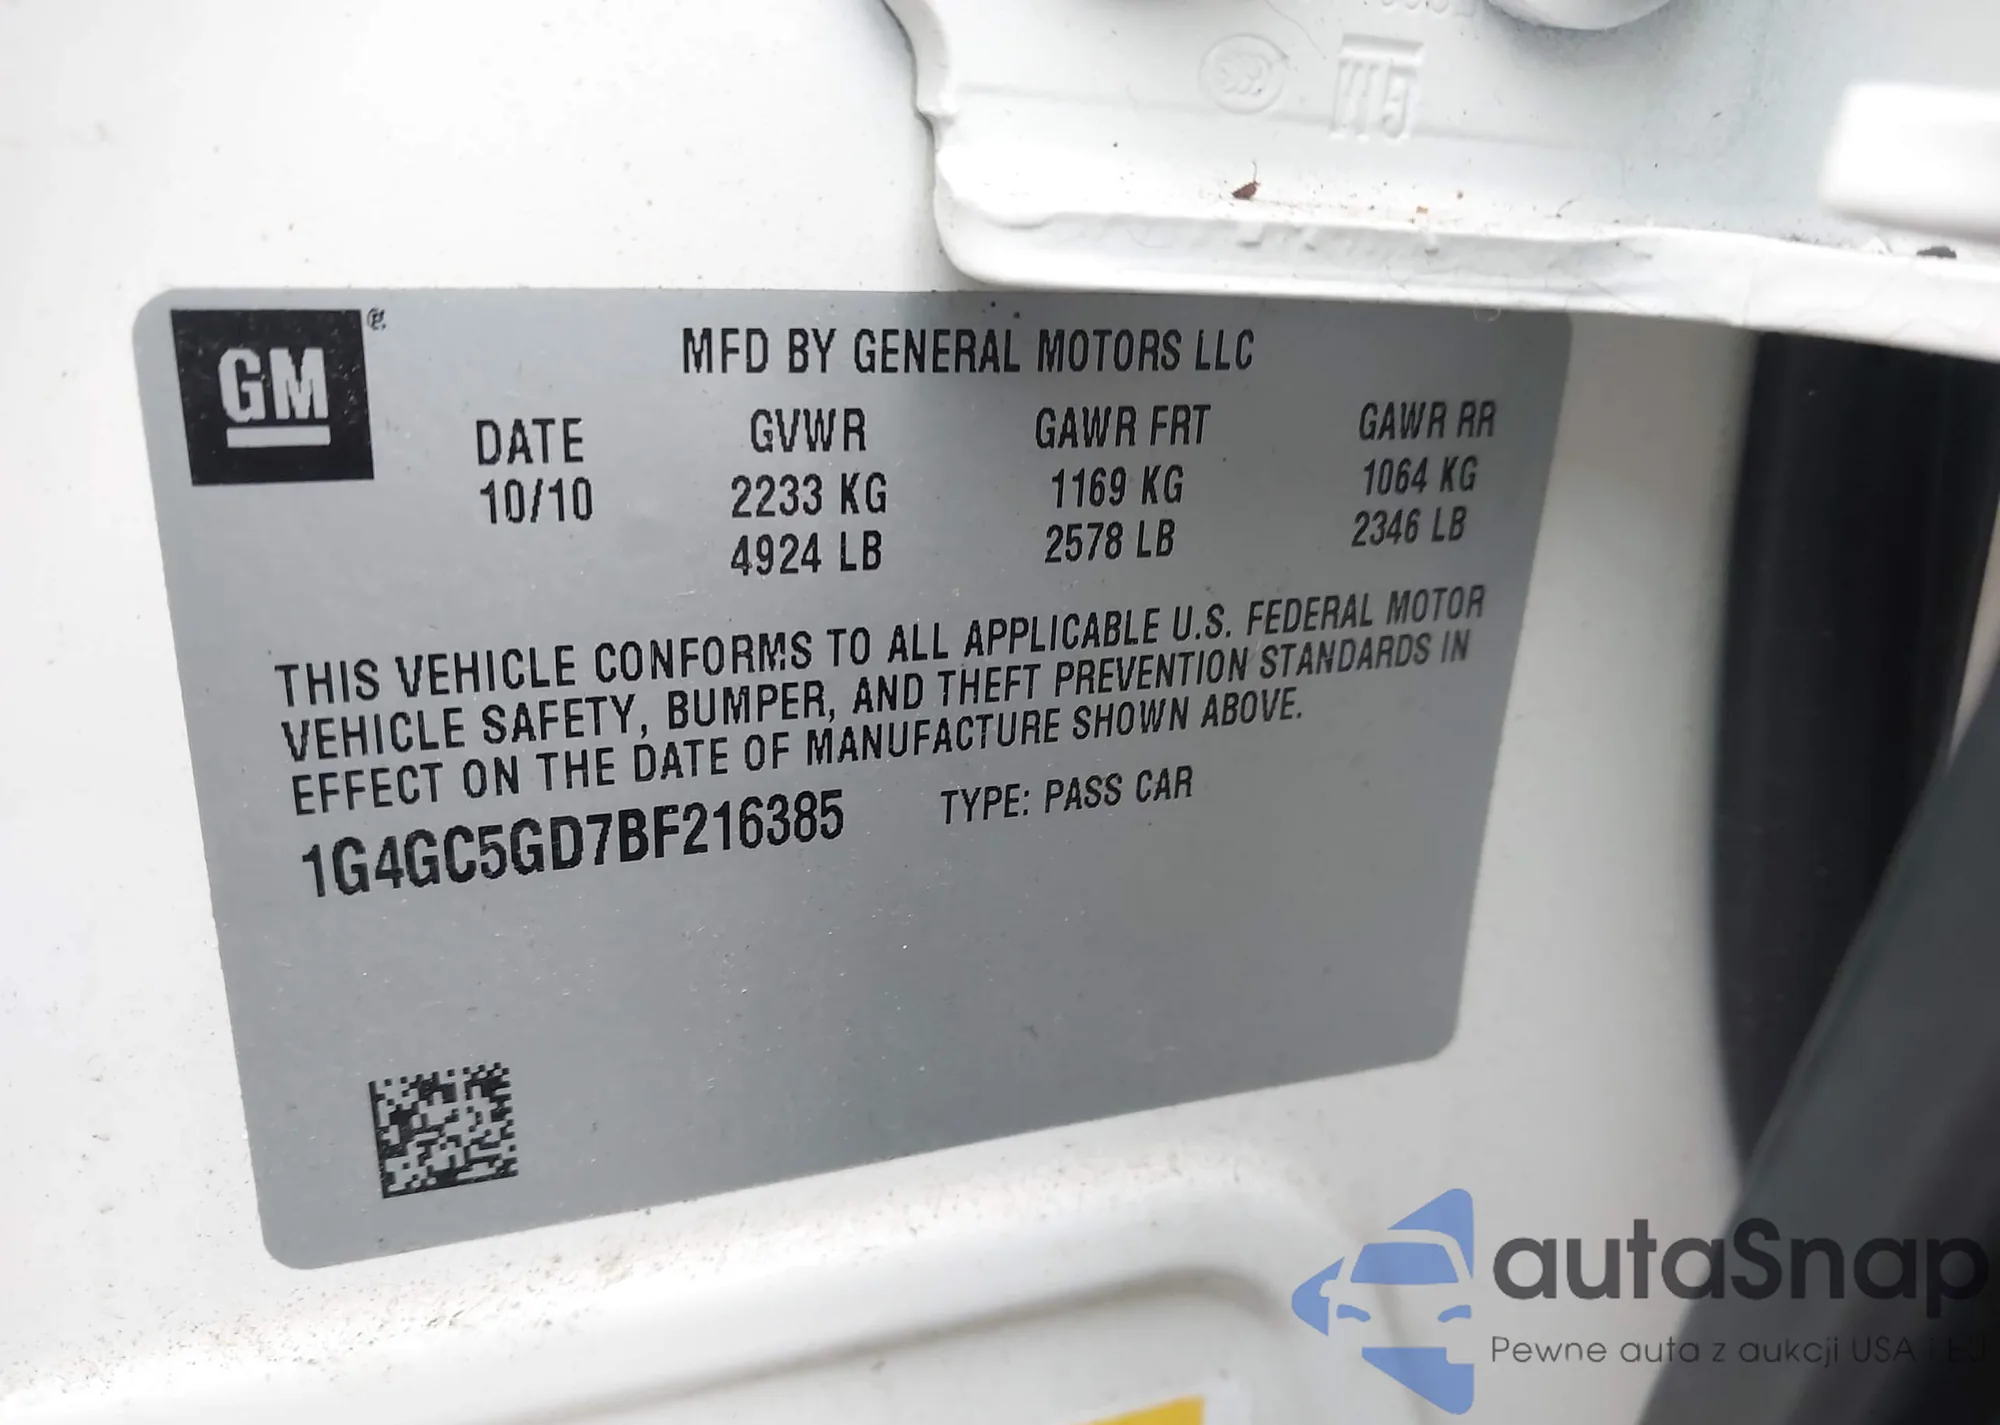 GM
MFD BY GENERAL MOTORS LLC
DATE GVWR GAWR FRT GAWR RR
10/10 2233 KG 1169 KG 1064 KG
4924 LB 2578 LB 2346 LB
THIS VEHICLE CONFORMS TO ALL APPLICABLE U.S. FEDERAL MOTOR
VEHICLE SAFETY, BUMPER, AND THEFT PREVENTION STANDARDS IN
EFFECT ON THE DATE OF MANUFACTURE SHOWN ABOVE.
1G4GC5GD7BF216385 TYPE: PASS CAR
autaSnap
Pewne auta z aukcji USA i EU